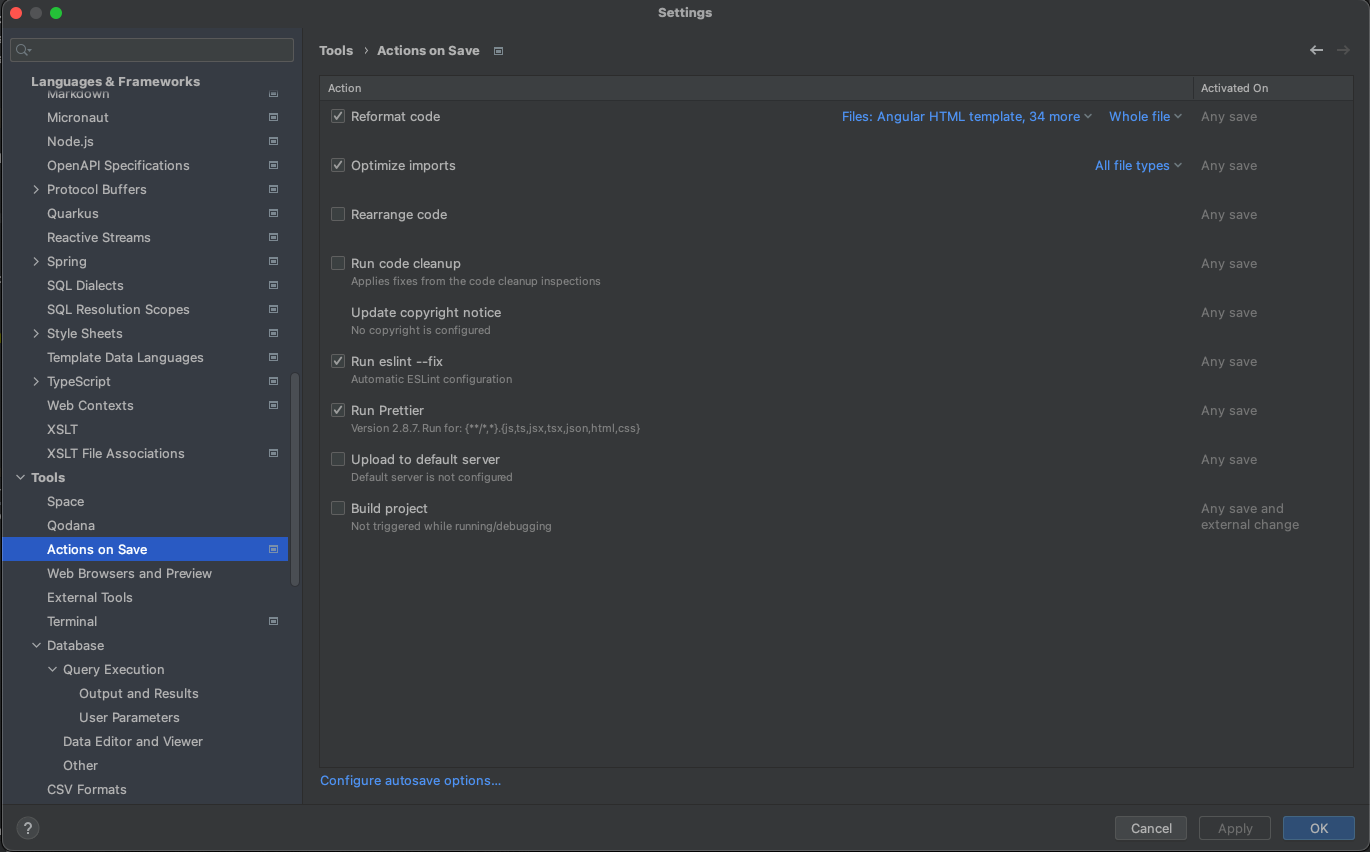 Settings
Languages & Frameworks
Markdown
Micronaut
Node.js
OpenAPI Specifications
Protocol Buffers
Quarkus
Reactive Streams
Spring
SQL Dialects
SQL Resolution Scopes
Style Sheets
Template Data Languages
TypeScript
Web Contexts
XSLT
XSLT File Associations
Tools
Space
Qodana
Actions on Save
Web Browsers and Preview
External Tools
Terminal
Database
Query Execution
Output and Results
User Parameters
Data Editor and Viewer
Other
CSV Formats
Tools › Actions on Save
Action Activated On
Reformat code Files: Angular HTML template, 34 more Whole file Any save
Optimize imports All file types Any save
Rearrange code Any save
Run code cleanup Any save
Applies fixes from the code cleanup inspections
Update copyright notice Any save
No copyright is configured
Run eslint --fix Any save
Automatic ESLint configuration
Run Prettier Any save
Version 2.8.7. Run for: {**/*,*}.{js,ts,jsx,tsx,json,html,css}
Upload to default server Any save
Default server is not configured
Build project Any save and
external change
Not triggered while running/debugging
Configure autosave options...
? Cancel Apply OK